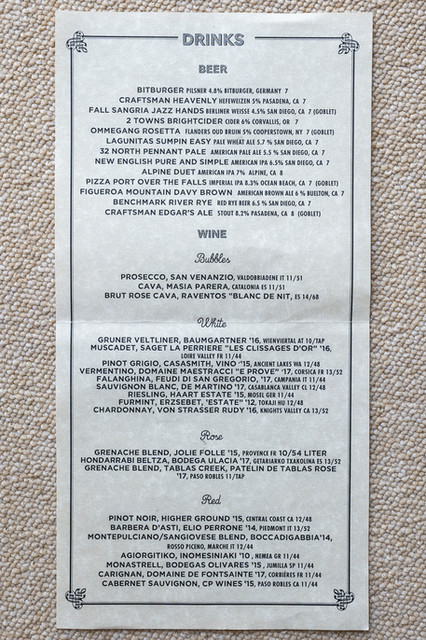 DRINKS
BEER
BITBURGER PILSNER 4.8% BITBURGER, GERMANY 7
CRAFTSMAN HEAVENLY HEFEWEIZEN 5% PASADENA, CA 7
FALL SANGRIA JAZZ HANDS BERLINER WEISSE 4.5% SAN DIEGO, CA 7 (GOBLET)
2 TOWNS BRIGHTCIDER CIDER 6% CORVALLIS, OR 7
OMMEGANG ROSETTA FLANDERS OUD BRUIN 5% COOPERSTOWN, NY 7 (GOBLET)
LAGUNITAS SUMPIN EASY PALE WHEAT ALE 5.7 % SAN DIEGO, CA 7
32 NORTH PENNANT PALE AMERICAN PALE ALE 5.5 % SAN DIEGO, CA 7
NEW ENGLISH PURE AND SIMPLE AMERICAN IPA 6.5% SAN DIEGO, CA 7
ALPINE DUET AMERICAN IPA 7% ALPINE, CA 8
PIZZA PORT OVER THE FALLS IMPERIAL IPA 8.3% OCEAN BEACH, CA 7 (GOBLET)
FIGUEROA MOUNTAIN DAVY BROWN AMERICAN BROWN ALE 6 % BUELTON, CA 7
BENCHMARK RIVER RYE RED RYE BEER 6.5 % SAN DIEGO, CA 7
CRAFTSMAN EDGAR'S ALE STOUT 8.2% PASADENA, CA 8 (GOBLET)
WINE
Bubbles
PROSECCO, SAN VENANZIO, VALDOBBIADENE IT 11/51
CAVA, MASIA PARERA, CATALONIA ES 11/51
BRUT ROSE CAVA, RAVENTOS "BLANC DE NIT, ES 14/68
White
GRUNER VELTLINER, BAUMGARTNER '16, WIENVIERTAL AT 10/TAP
MUSCADET, SAGET LA PERRIERE "LES CLISSAGES D'OR" '16,
LOIRE VALLEY FR 11/44
PINOT GRIGIO, CASASMITH, VINO '15, ANCIENT LAKES WA 12/48
VERMENTINO, DOMAINE MAESTRACCI "E PROVE" '17, CORSICA FR 13/52
FALANGHINA, FEUDI DI SAN GREGORIO, '17, CAMPANIA IT 11/44
SAUVIGNON BLANC, DE MARTINO '17, CASABLANCA VALLEY CL 12/48
RIESLING, HAART ESTATE '15, MOSEL GER 11/44
FURMINT, ERZSEBET, 'ESTATE" '12, TOKAJI HU 12/48
CHARDONNAY, VON STRASSER RUDY '16, KNIGHTS VALLEY CA 13/52
Rose
GRENACHE BLEND, JOLIE FOLLE '15, PROVENCE FR 10/54 LITER
HONDARRABI BELTZA, BODEGA ULACIA '17, GETARIARKO TXAKOLINA ES 13/52
GRENACHE BLEND, TABLAS CREEK, PATELIN DE TABLAS ROSE
'17, PASO ROBLES 11/TAP
Red
PINOT NOIR, HIGHER GROUND '15, CENTRAL COAST CA 12/48
BARBERA D'ASTI, ELIO PERRONE '14, PIEDMONT IT 13/52
MONTEPULCIANO/SANGIOVESE BLEND, BOCCADIGABBIA'14,
ROSSO PICENO, MARCHE IT 12/44
AGIORGITIKO, INOMESINIAKI '10 , NEMEA GR 11/44
MONASTRELL, BODEGAS OLIVARES '15 , JUMILLA SP 11/44
CARIGNAN, DOMAINE DE FONTSAINTE '17, CORBIÉRES FR 11/44
CABERNET SAUVIGNON, CP WINES '15, PASO ROBLES CA 11/44